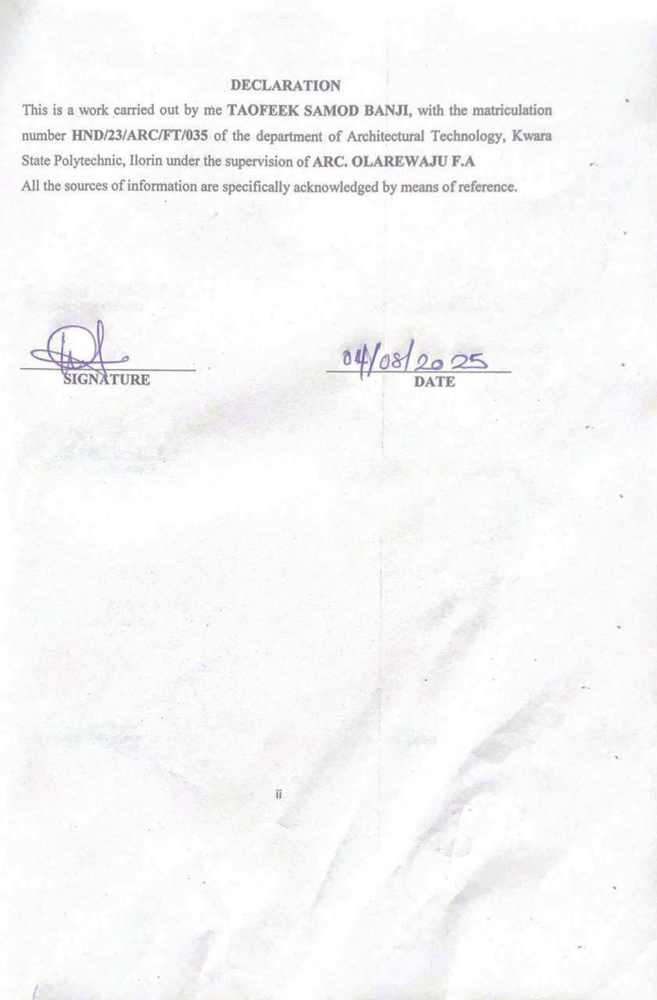 DECLARATION
This is a work carried out by me TAOFEEK SAMOD BANJI, with the matriculation
number HND/23/ARC/FT/035 of the department of Architectural Technology, Kwara
State Polytechnic, Ilorin under the supervision of ARC. OLAREWAJU F.A
All the sources of information are specifically acknowledged by means of reference.
04/08/2025
SIGNATURE DATE
ii